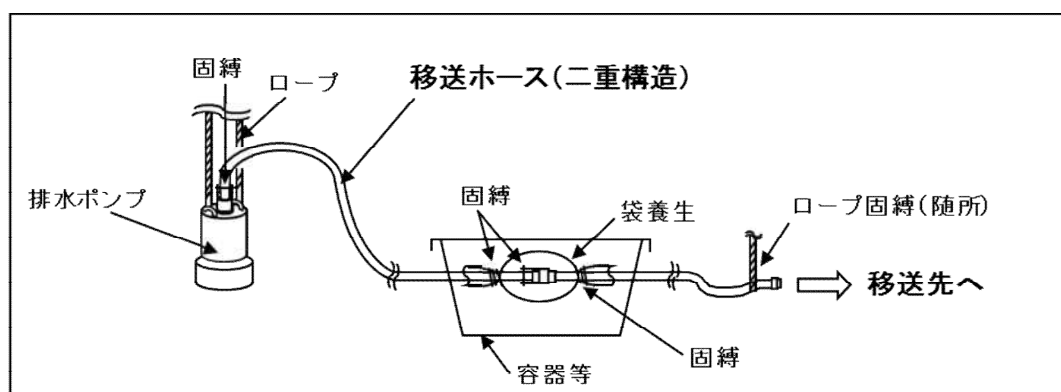 固縛
ロープ
移送ホース(二重構造)
排水ポンプ
固縛
袋養生
ロープ固縛(随所)
移送先へ
固縛
容器等